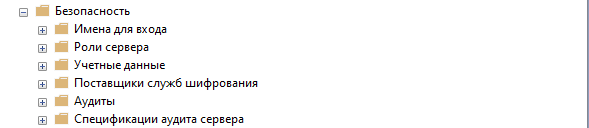 Безопасность
Имена для входа
Роли сервера
Учетные данные
Поставщики служб шифрования
Аудиты
Спецификации аудита сервера